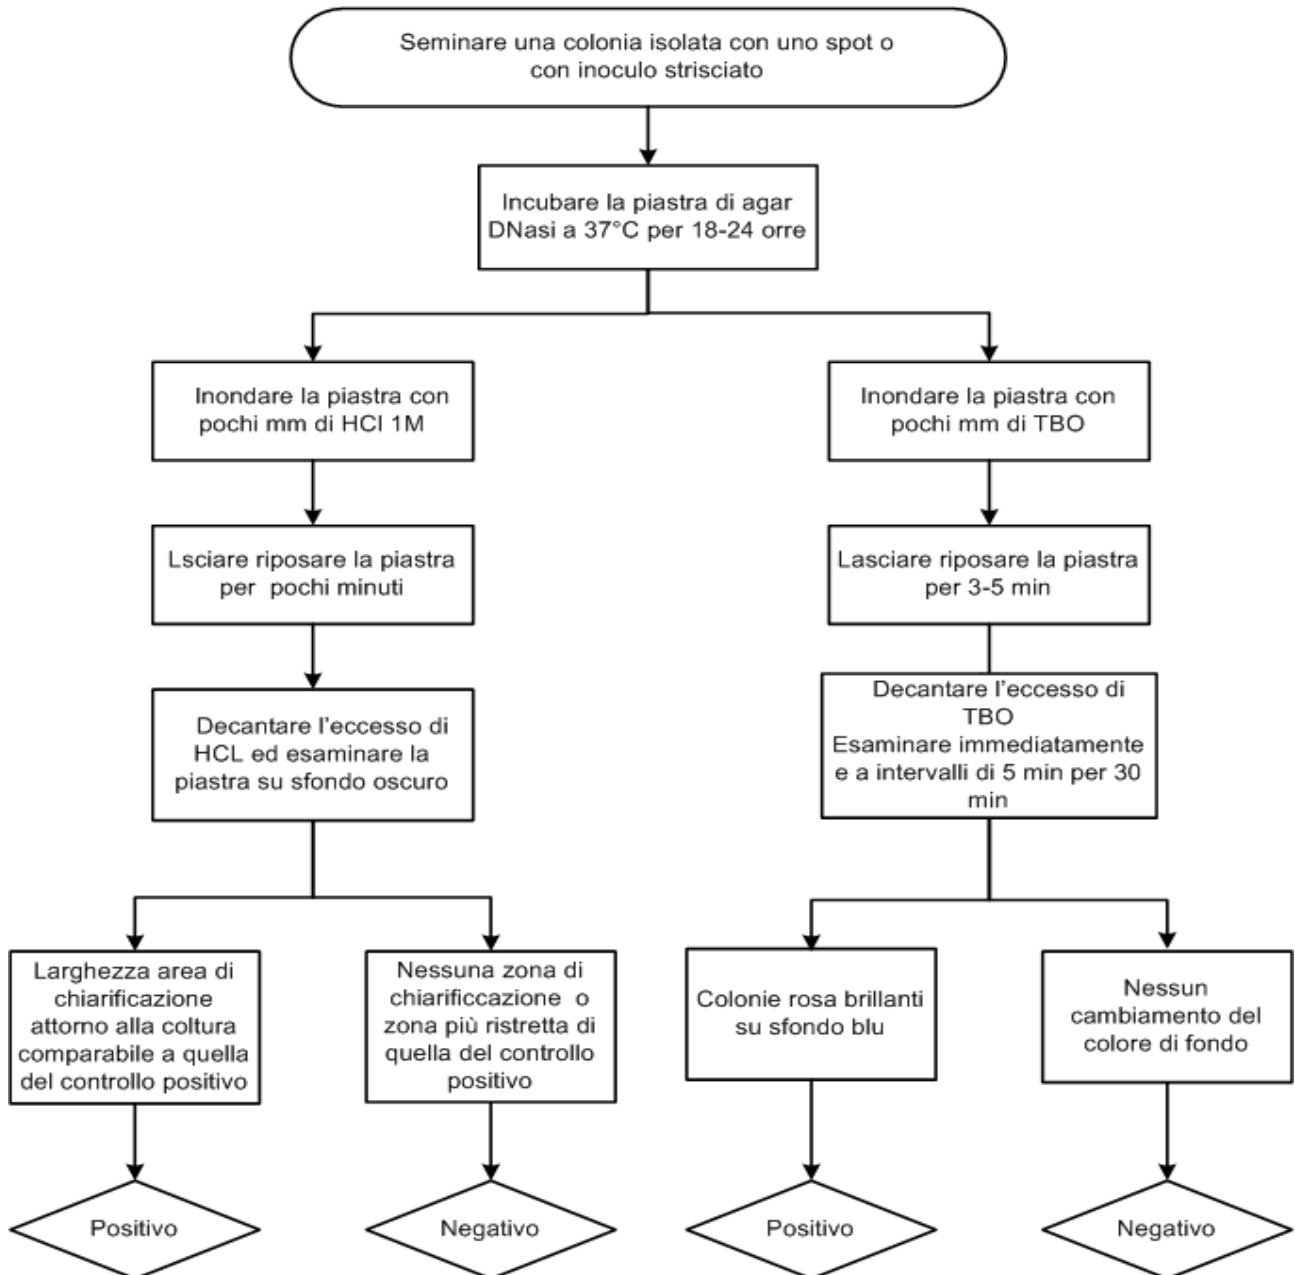 Seminare una colonia isolata con uno spot o
con inoculo strisciato
Incubare la piastra di agar
DNasi a 37°C per 18-24 orre
Inondare la piastra con
pochi mm di HCl 1M
Lsciare riposare la piastra
per pochi minuti
Decantare l'eccesso di
HCL ed esaminare la
piastra su sfondo oscuro
Larghezza area di
chiarificazione
attorno alla coltura
comparabile a quella
del controllo positivo
Positivo
Nessuna zona di
chiarificcazione o
zona più ristretta di
quella del controllo
positivo
Negativo
Inondare la piastra con
pochi mm di TBO
Lasciare riposare la piastra
per 3-5 min
Decantare l'eccesso di
TBO
Esaminare immediatamente
e a intervalli di 5 min per 30
min
Colonie rosa brillanti
su sfondo blu
Positivo
Nessun
cambiamento del
colore di fondo
Negativo